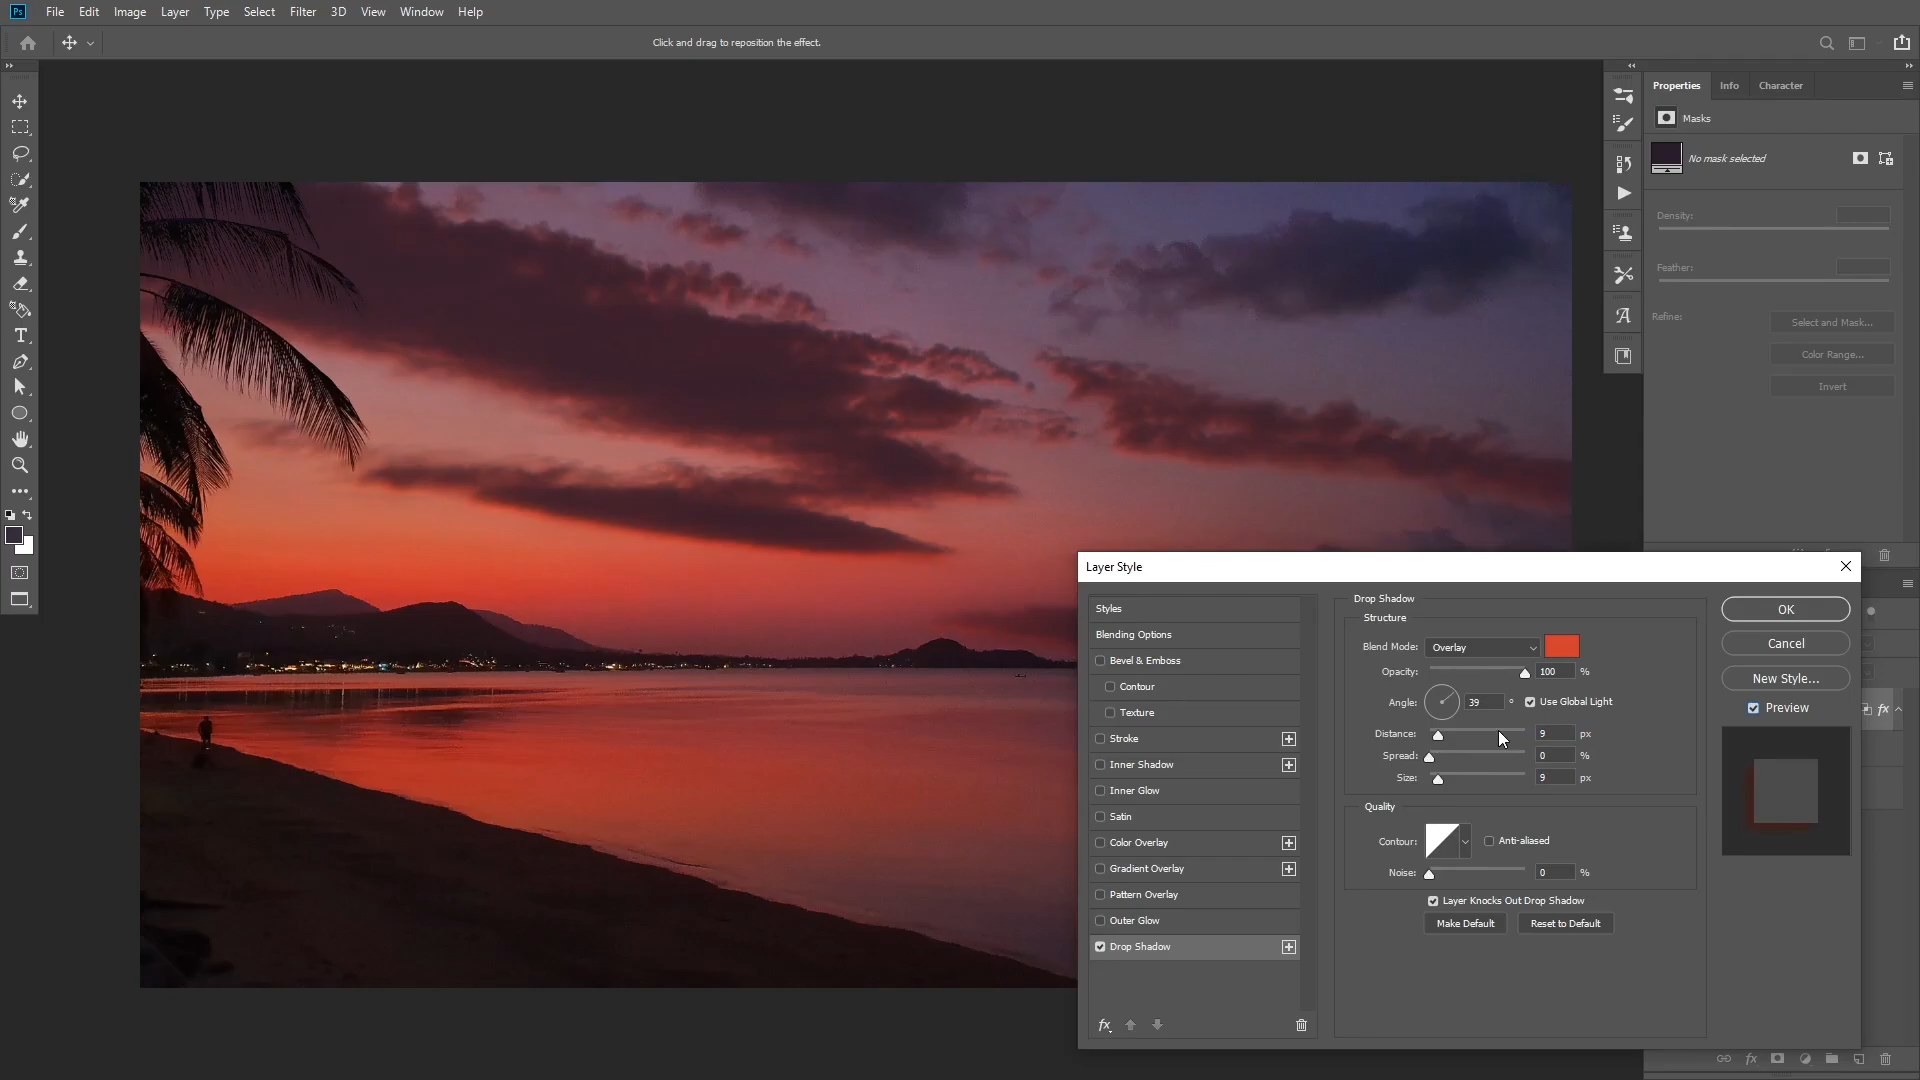 Ps File Edit Image Layer Type Select Filter 3D View Window Help
Click and drag to reposition the effect.
Properties Info Character
Masks
No mask selected
Density:
Feather:
Refine: Select and Mask...
Color Range...
Invert
Layer Style
Styles
Blending Options
Bevel & Emboss
Contour
Texture
Stroke
Inner Shadow
Inner Glow
Satin
Color Overlay
Gradient Overlay
Pattern Overlay
Outer Glow
Drop Shadow
fx
Drop Shadow
Structure
Blend Mode: Overlay
Opacity: 100 %
Angle: 39 ° Use Global Light
Distance: 9 px
Spread: 0 %
Size: 9 px
Quality
Contour: Anti-aliased
Noise: 0 %
Layer Knocks Out Drop Shadow
Make Default Reset to Default
OK
Cancel
New Style...
Preview
fx
fx